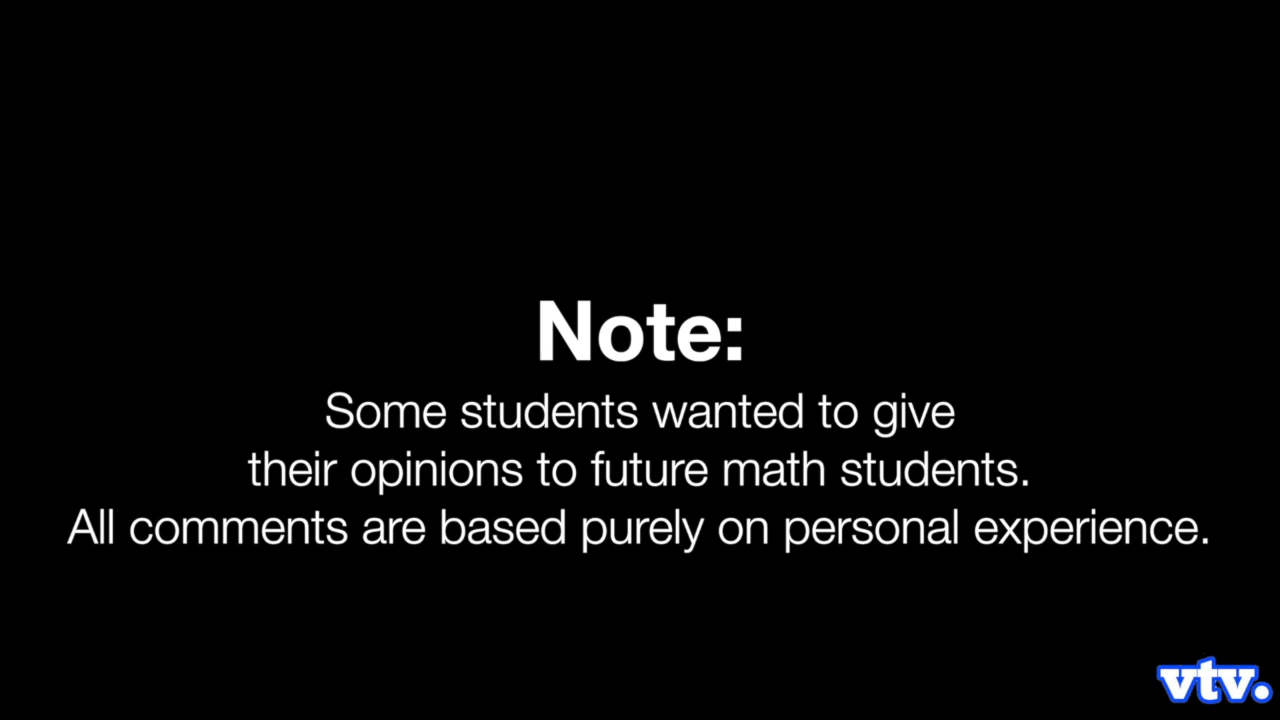 Note:
Some students wanted to give
their opinions to future math students.
All comments are based purely on personal experience.
vtv.